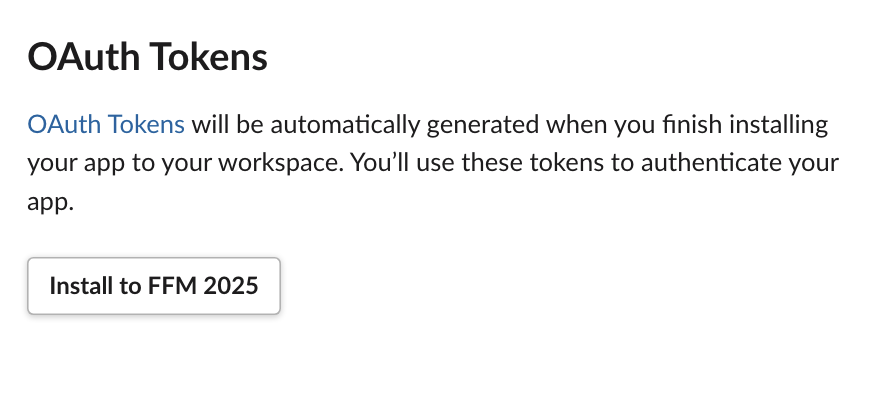 OAuth Tokens
OAuth Tokens will be automatically generated when you finish installing
your app to your workspace. You’ll use these tokens to authenticate your
app.
Install to FFM 2025